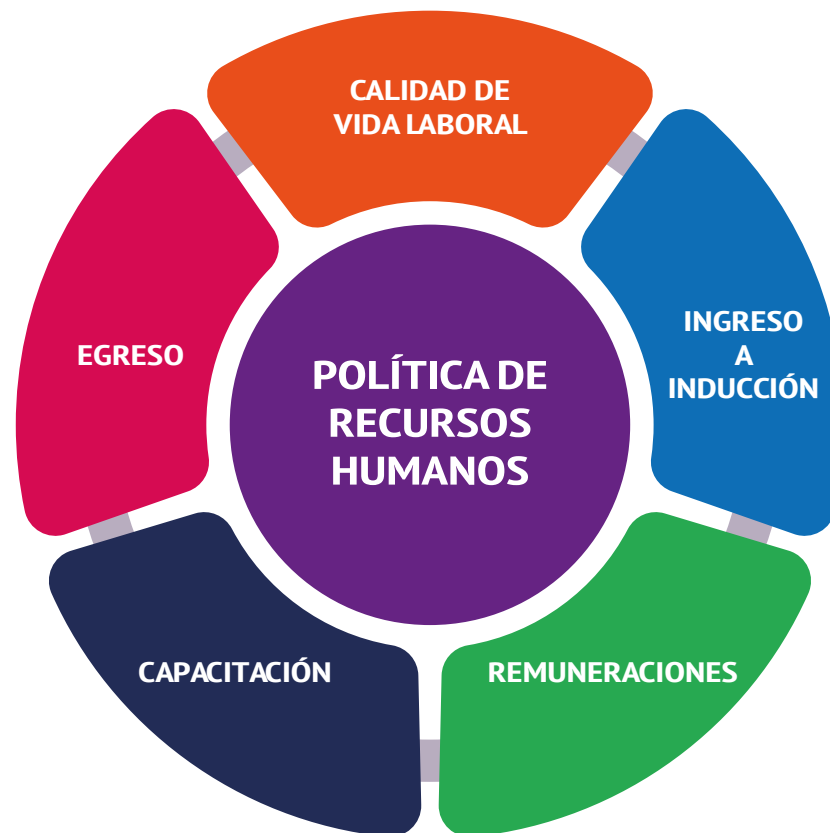 CALIDAD DE
VIDA LABORAL
INGRESO
A
INDUCCIÓN
REMUNERACIONES
CAPACITACIÓN
EGRESO
POLÍTICA DE
RECURSOS
HUMANOS